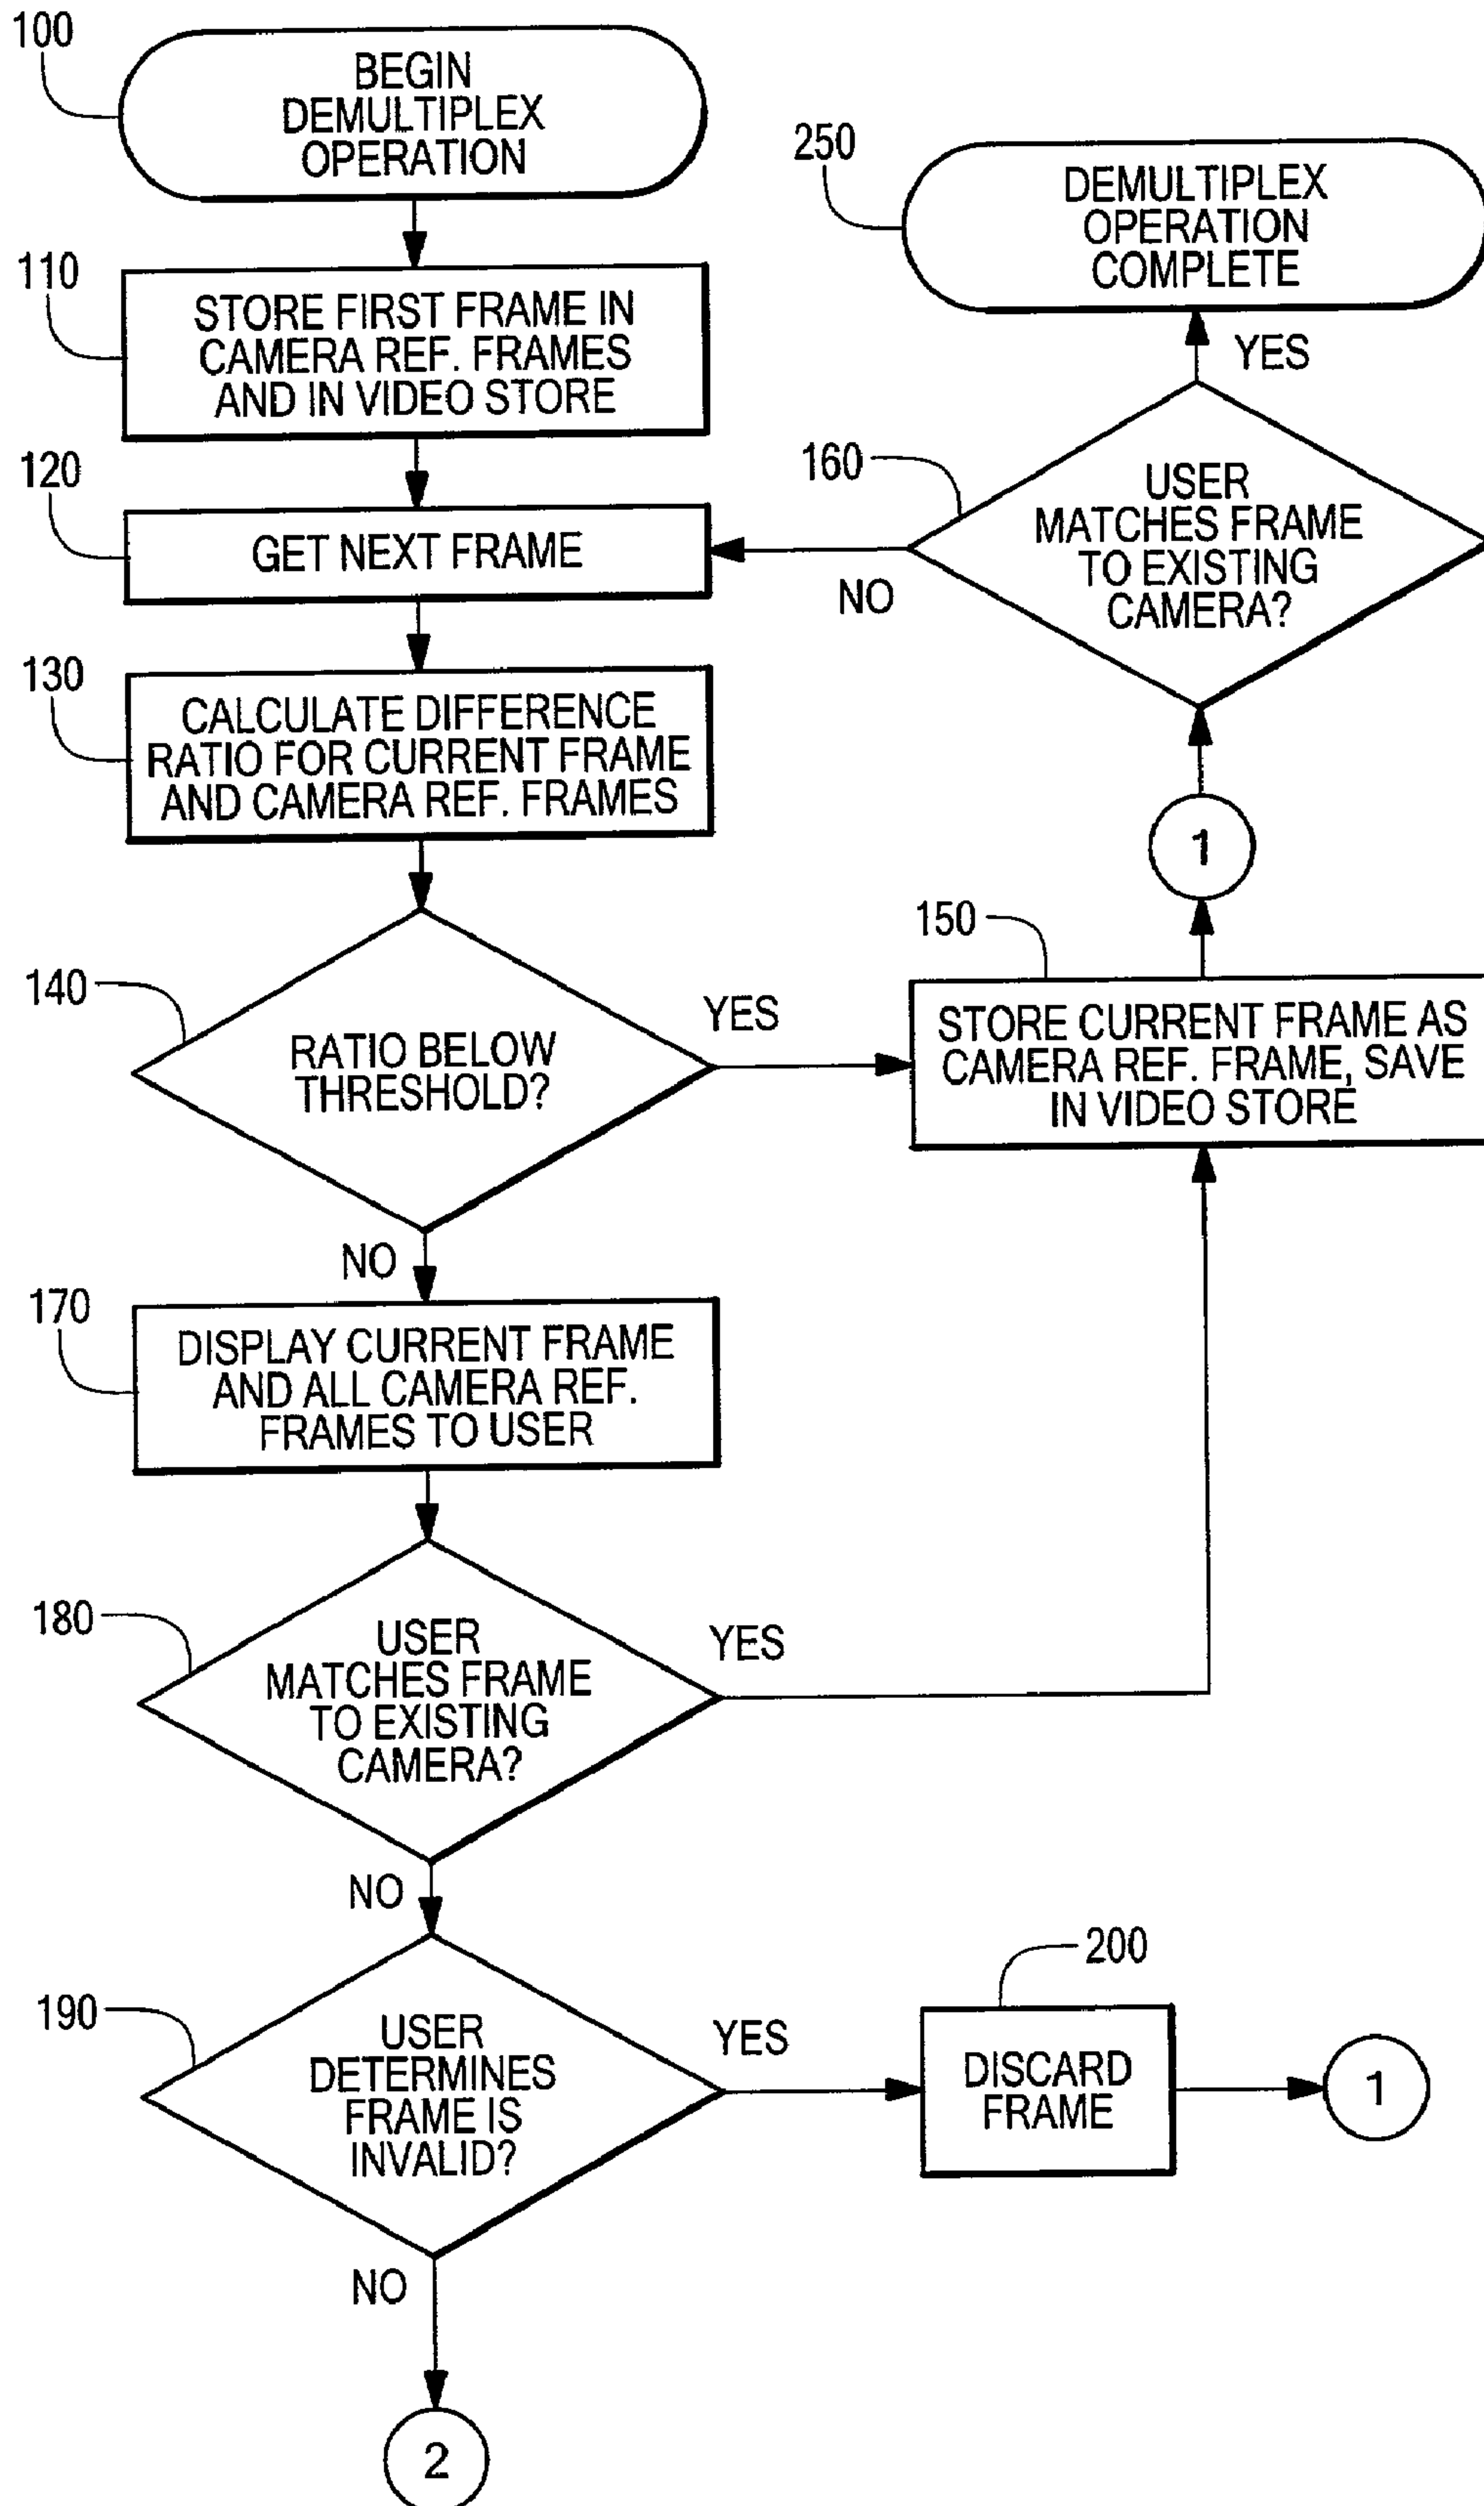 100
BEGIN
DEMULTIPLEX
OPERATION
110
STORE FIRST FRAME IN
CAMERA REF. FRAMES
AND IN VIDEO STORE
120
GET NEXT FRAME
130
CALCULATE DIFFERENCE
RATIO FOR CURRENT FRAME
AND CAMERA REF. FRAMES
140
RATIO BELOW
THRESHOLD?
YES
NO
150
STORE CURRENT FRAME AS
CAMERA REF. FRAME, SAVE
IN VIDEO STORE
1
160
USER
MATCHES FRAME
TO EXISTING
CAMERA?
NO
YES
250
DEMULTIPLEX
OPERATION
COMPLETE
170
DISPLAY CURRENT FRAME
AND ALL CAMERA REF.
FRAMES TO USER
180
USER
MATCHES FRAME
TO EXISTING
CAMERA?
YES
NO
190
USER
DETERMINES
FRAME IS
INVALID?
YES
200
DISCARD
FRAME
1
NO
2